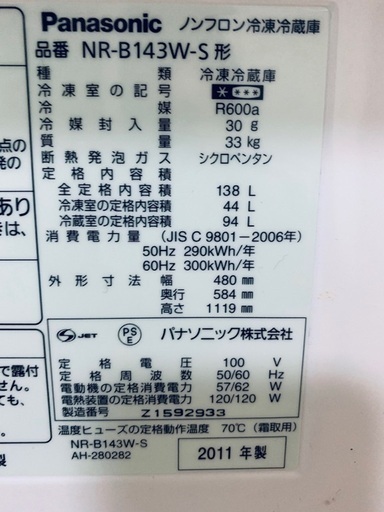 Panasonic ノンフロン冷凍冷蔵庫
品番 NR-B143W-S 形
種類 冷凍冷蔵庫
冷凍室の記号 * ***
冷媒 R600a
冷媒封入量 30 g
質量 33 kg
断熱発泡ガス シクロペンタン
定格内容積
全定格内容積 138 L
冷凍室の定格内容積 44 L
冷蔵室の定格内容積 94 L
消費電力量 (JIS C 9801-2006年)
50Hz 290kWh/年
60Hz 300kWh/年
外形寸法 幅 480 mm
奥行 584 mm
高さ 1119 mm
S JET PS E パナソニック株式会社
定格電圧 100 V
定格周波数 50/60 Hz
電動機の定格消費電力 57/62 W
電熱装置の定格消費電力 120/120 W
製造番号 Z1592933
温度ヒューズの定格動作温度 70℃ (霜取用)
NR-B143W-S
AH-280282
2011 年製
点の
発の
あり
きは、
で露付
せん。
ても、
製